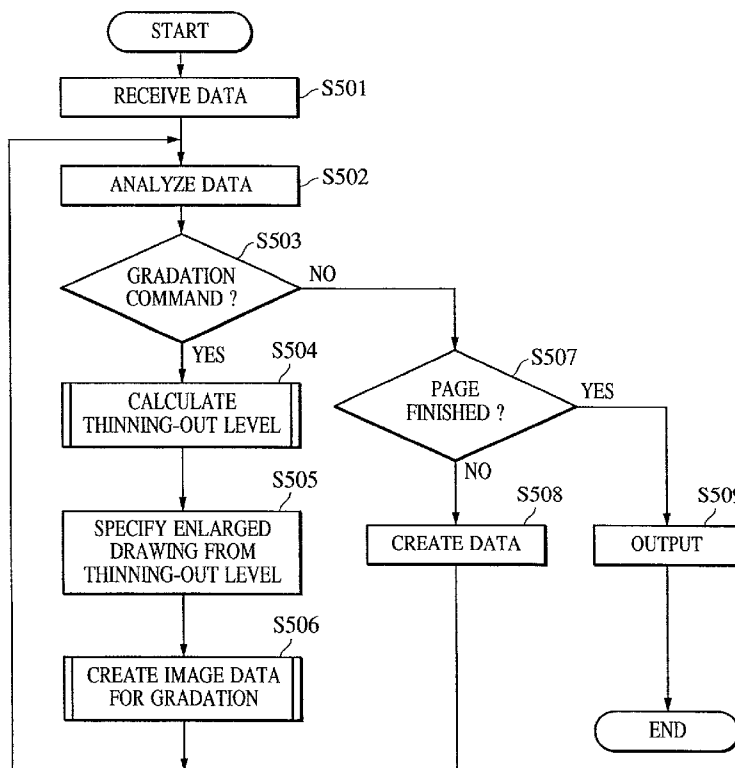 START
RECEIVE DATA
S501
ANALYZE DATA
S502
S503
GRADATION
COMMAND ?
NO
YES
S504
CALCULATE
THINNING-OUT LEVEL
S505
SPECIFY ENLARGED
DRAWING FROM
THINNING-OUT LEVEL
S506
CREATE IMAGE DATA
FOR GRADATION
S507
PAGE
FINISHED ?
YES
NO
S508
CREATE DATA
S509
OUTPUT
END